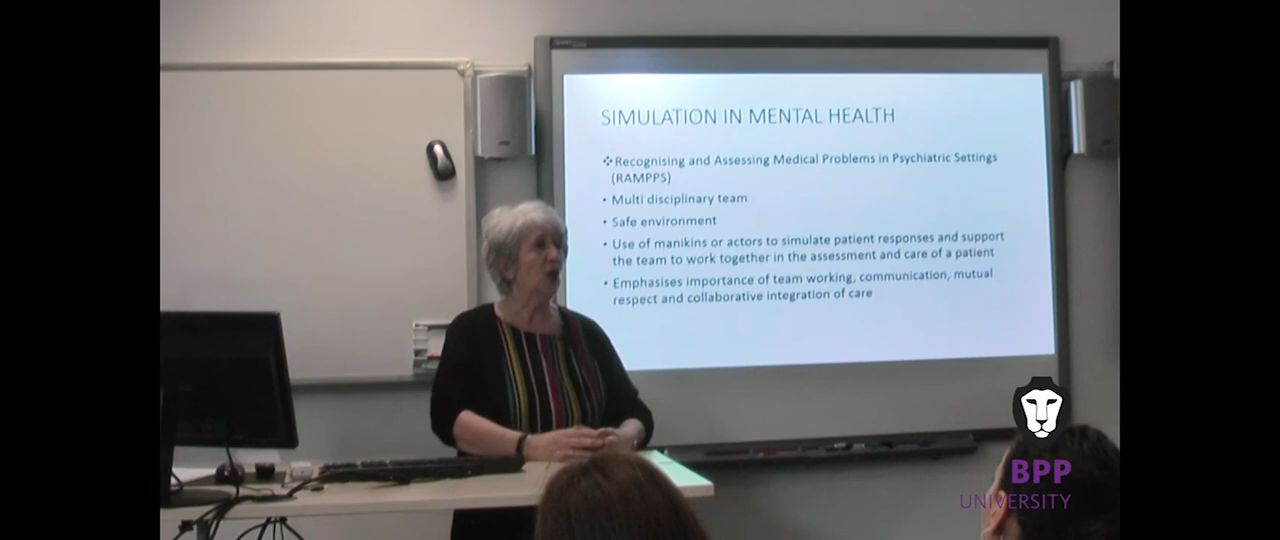 SIMULATION IN MENTAL HEALTH
❖Recognising and Assessing Medical Problems in Psychiatric Settings
(RAMPPS)
• Multi disciplinary team
• Safe environment
• Use of manikins or actors to simulate patient responses and support
the team to work together in the assessment and care of a patient
• Emphasises importance of team working, communication, mutual
respect and collaborative integration of care
BPP
UNIVERSITY